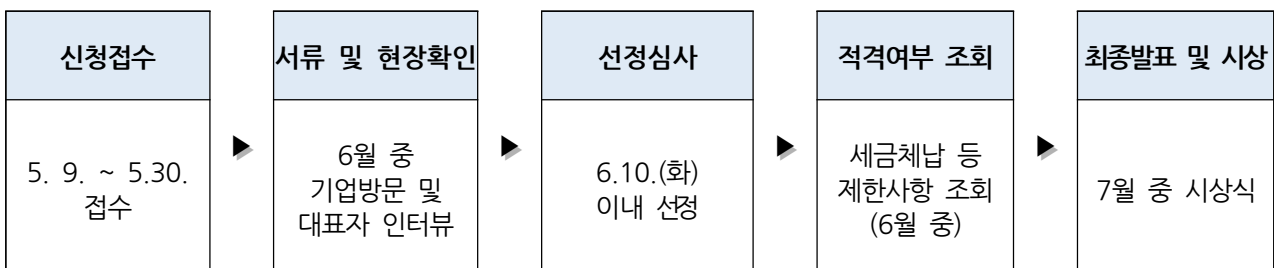 신청접수
5. 9. ~ 5.30.
접수
▶
서류 및 현장확인
6월 중
기업방문 및
대표자 인터뷰
▶
선정심사
6.10.(화)
이내 선정
▶
적격여부 조회
세금체납 등
제한사항 조회
(6월 중)
▶
최종발표 및 시상
7월 중 시상식